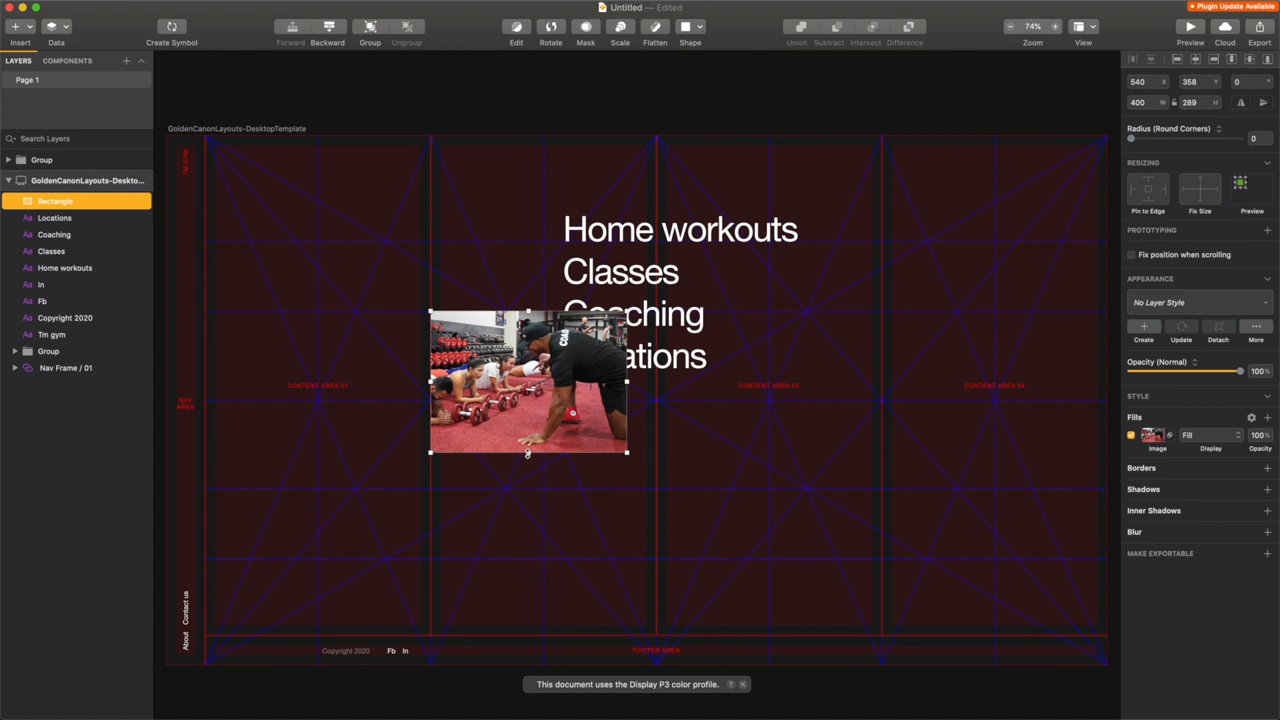 Untitled — Edited
Plugin Update Available
Insert
Data
Create Symbol
Forward
Backward
Group
Ungroup
Edit
Rotate
Mask
Scale
Flatten
Shape
Union
Subtract
Intersect
Difference
74%
Zoom
View
Preview
Cloud
Export
LAYERS
COMPONENTS
Page 1
Search Layers
Group
GoldenCanonLayouts-Deskto...
Rectangle
Locations
Coaching
Classes
Home workouts
In
Fb
Copyright 2020
Tm gym
Group
Nav Frame / 01
GoldenCanonLayouts-DesktopTemplate
TM GYM
Home workouts
Classes
Coaching
ations
COA
CONTENT AREA 01
CONTENT AREA 03
CONTENT AREA 04
NAV
AREA
Contact us
About
Copyright 2020
Fb
In
FOOTER AREA
This document uses the Display P3 color profile.
?
540 X
358 Y
0 °
400 W
289 H
Radius (Round Corners)
0
RESIZING
Pin to Edge
Fix Size
Preview
PROTOTYPING
Fix position when scrolling
APPEARANCE
No Layer Style
Create
Update
Detach
More
Opacity (Normal)
100%
STYLE
Fills
Fill
100%
Image
Display
Opacity
Borders
Shadows
Inner Shadows
Blur
MAKE EXPORTABLE